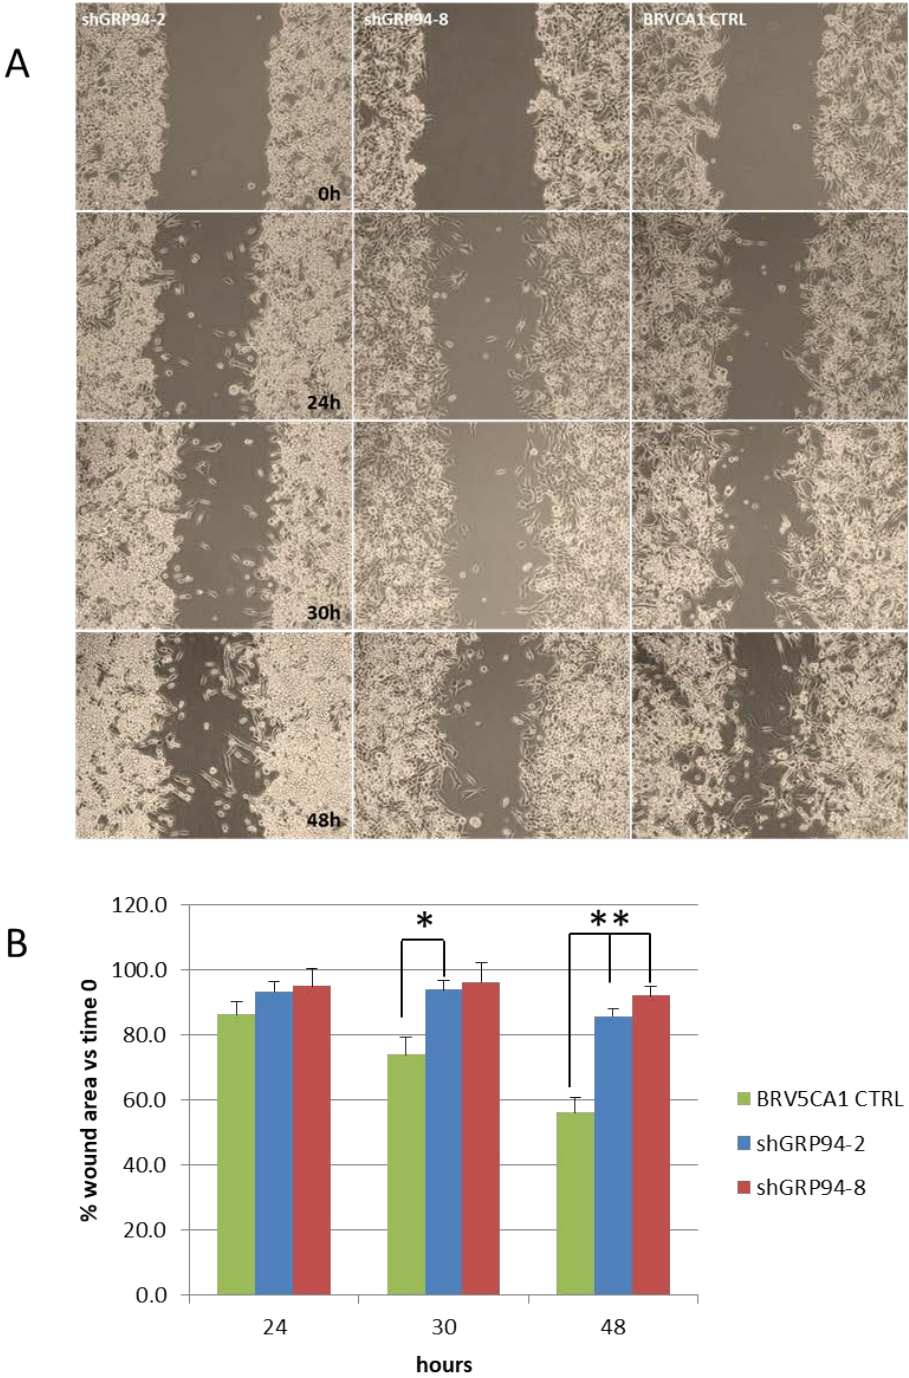 A
shGRP94-2
shGRP94-8
BRVCA1 CTRL
0h
24h
30h
48h
B
% wound area vs time 0
120.0
100.0
80.0
60.0
40.0
20.0
0.0
*
**
24
30
48
hours
BRV5CA1 CTRL
shGRP94-2
shGRP94-8